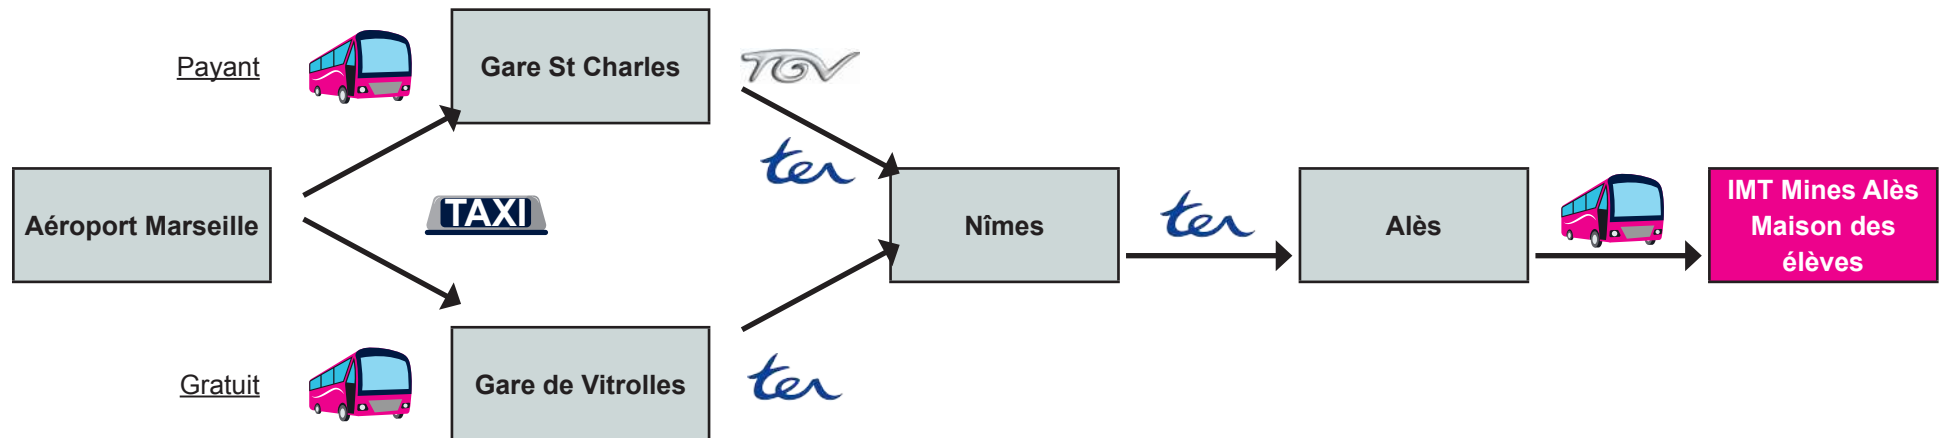 Payant
Gare St Charles
TGV
ter
Aéroport Marseille
TAXI
Nîmes
ter
Alès
IMT Mines Alès
Maison des
élèves
Gratuit
Gare de Vitrolles
ter